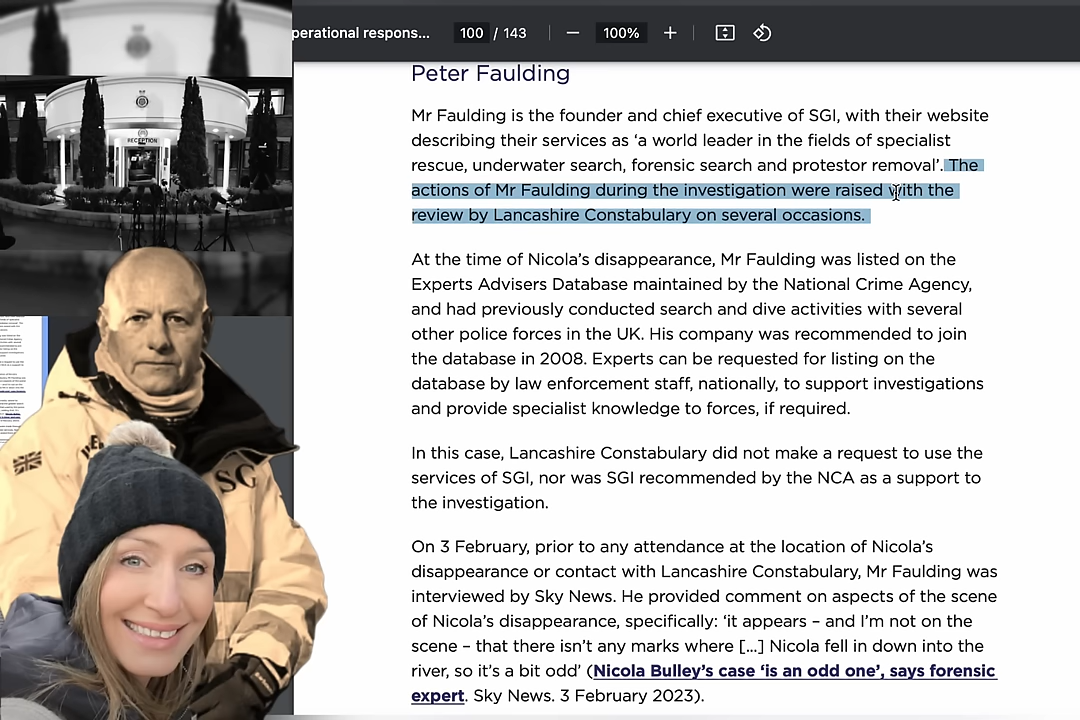 perational respons...
100 / 143
100%
RECEPTION
SG
Peter Faulding
Mr Faulding is the founder and chief executive of SGI, with their website
describing their services as ‘a world leader in the fields of specialist
rescue, underwater search, forensic search and protestor removal’. The
actions of Mr Faulding during the investigation were raised with the
review by Lancashire Constabulary on several occasions.
At the time of Nicola’s disappearance, Mr Faulding was listed on the
Experts Advisers Database maintained by the National Crime Agency,
and had previously conducted search and dive activities with several
other police forces in the UK. His company was recommended to join
the database in 2008. Experts can be requested for listing on the
database by law enforcement staff, nationally, to support investigations
and provide specialist knowledge to forces, if required.
In this case, Lancashire Constabulary did not make a request to use the
services of SGI, nor was SGI recommended by the NCA as a support to
the investigation.
On 3 February, prior to any attendance at the location of Nicola’s
disappearance or contact with Lancashire Constabulary, Mr Faulding was
interviewed by Sky News. He provided comment on aspects of the scene
of Nicola’s disappearance, specifically: ‘it appears – and I’m not on the
scene – that there isn’t any marks where [...] Nicola fell in down into the
river, so it’s a bit odd’ (Nicola Bulley’s case ‘is an odd one’, says forensic
expert. Sky News. 3 February 2023).